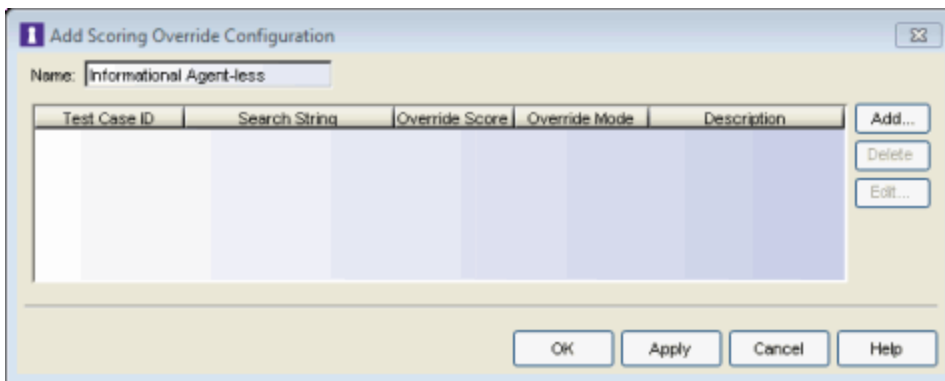 Add Scoring Override Configuration
Name: Informational Agent-less
Test Case ID Search String Override Score Override Mode Description
Add...
Delete
Edit...
OK Apply Cancel Help